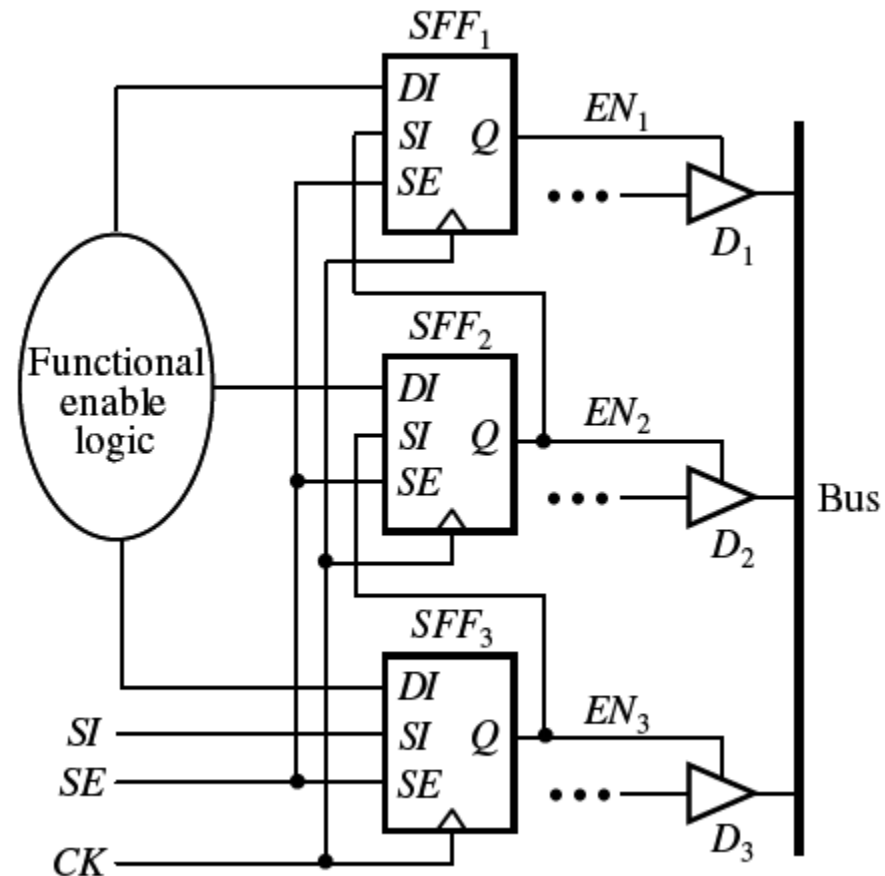 SFF₁
DI
SI
Q
SE
EN₁
D₁
Functional
enable
logic
SFF₂
DI
SI
Q
SE
EN₂
D₂
Bus
SFF₃
DI
SI
Q
SE
EN₃
D₃
SI
SE
CK